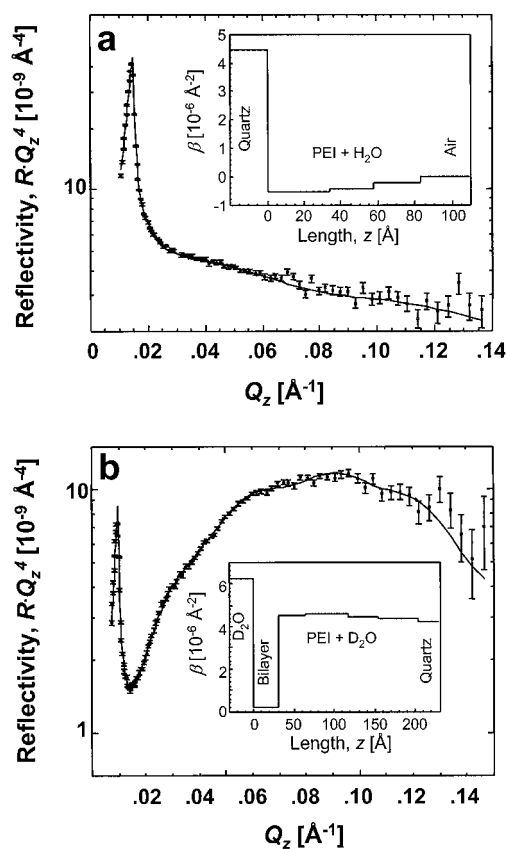 a
Reflectivity, R·Qz⁴ [10⁻⁹ Å⁻⁴]
10
0 .02 .04 .06 .08 .10 .12 .14
Qz [Å⁻¹]
β [10⁻⁶ Å⁻²]
5
4
3
2
1
0
-1
Quartz
PEI + H₂O
Air
0 20 40 60 80 100
Length, z [Å]
b
Reflectivity, RQz⁴ [10⁻⁹ Å⁻⁴]
10
1
.02 .04 .06 .08 .10 .12 .14
Qz [Å⁻¹]
β [10⁻⁶ Å⁻²]
6
4
2
0
D₂O
Bilayer
PEI + D₂O
Quartz
0 50 100 150 200
Length, z [Å]